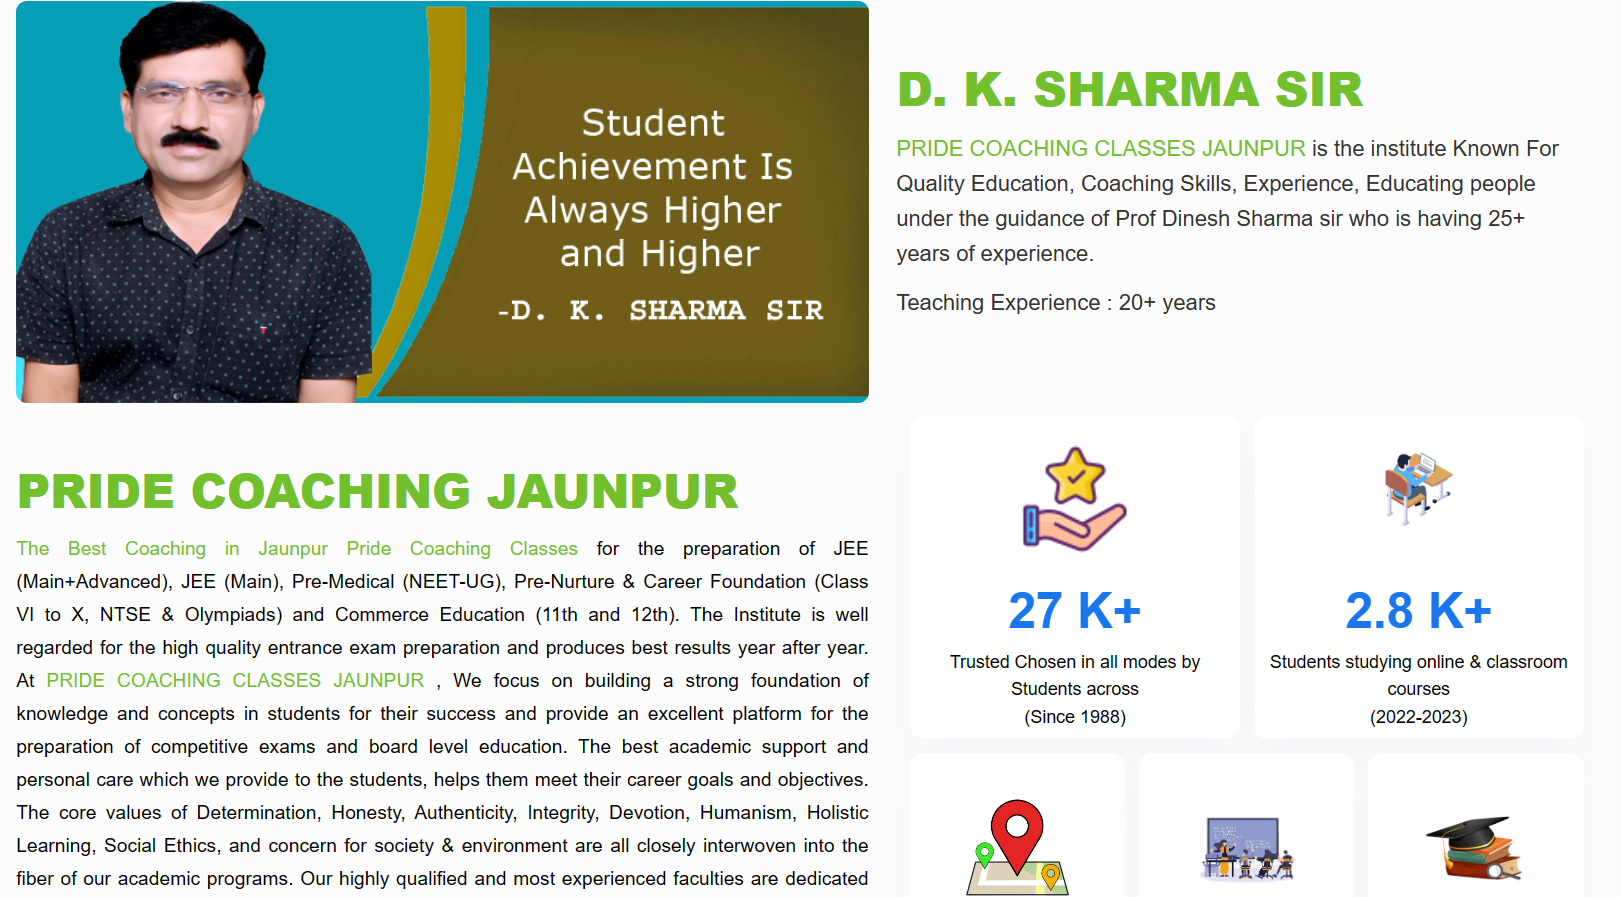 Student
Achievement Is
Always Higher
and Higher
-D. K. SHARMA SIR
D. K. SHARMA SIR
PRIDE COACHING CLASSES JAUNPUR is the institute Known For
Quality Education, Coaching Skills, Experience, Educating people
under the guidance of Prof Dinesh Sharma sir who is having 25+
years of experience.
Teaching Experience : 20+ years
PRIDE COACHING JAUNPUR
The Best Coaching in Jaunpur Pride Coaching Classes for the preparation of JEE
(Main+Advanced), JEE (Main), Pre-Medical (NEET-UG), Pre-Nurture & Career Foundation (Class
VI to X, NTSE & Olympiads) and Commerce Education (11th and 12th). The Institute is well
regarded for the high quality entrance exam preparation and produces best results year after year.
At PRIDE COACHING CLASSES JAUNPUR , We focus on building a strong foundation of
knowledge and concepts in students for their success and provide an excellent platform for the
preparation of competitive exams and board level education. The best academic support and
personal care which we provide to the students, helps them meet their career goals and objectives.
The core values of Determination, Honesty, Authenticity, Integrity, Devotion, Humanism, Holistic
Learning, Social Ethics, and concern for society & environment are all closely interwoven into the
fiber of our academic programs. Our highly qualified and most experienced faculties are dedicated
27 K+
Trusted Chosen in all modes by
Students across
(Since 1988)
2.8 K+
Students studying online & classroom
courses
(2022-2023)